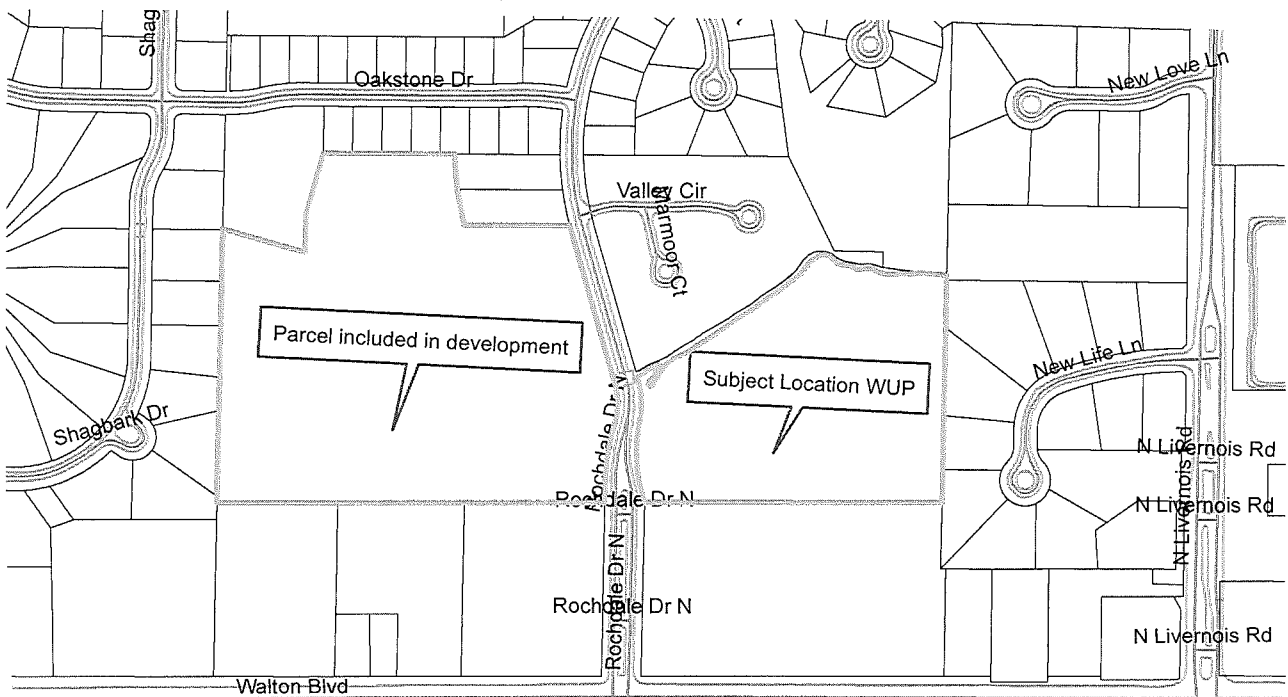 Shag
Oakstone Dr
New Love Ln
Valley Cir
Marmoor Ct
Parcel included in development
Subject Location WUP
New Life Ln
Shagbark Dr
Rochdale Dr N
N Livernois Rd
N Livernois Rd
Rochdale Dr N
N Livernois Rd
Rochdale Dr N
Rochdale Dr N
N Livernois Rd
Walton Blvd